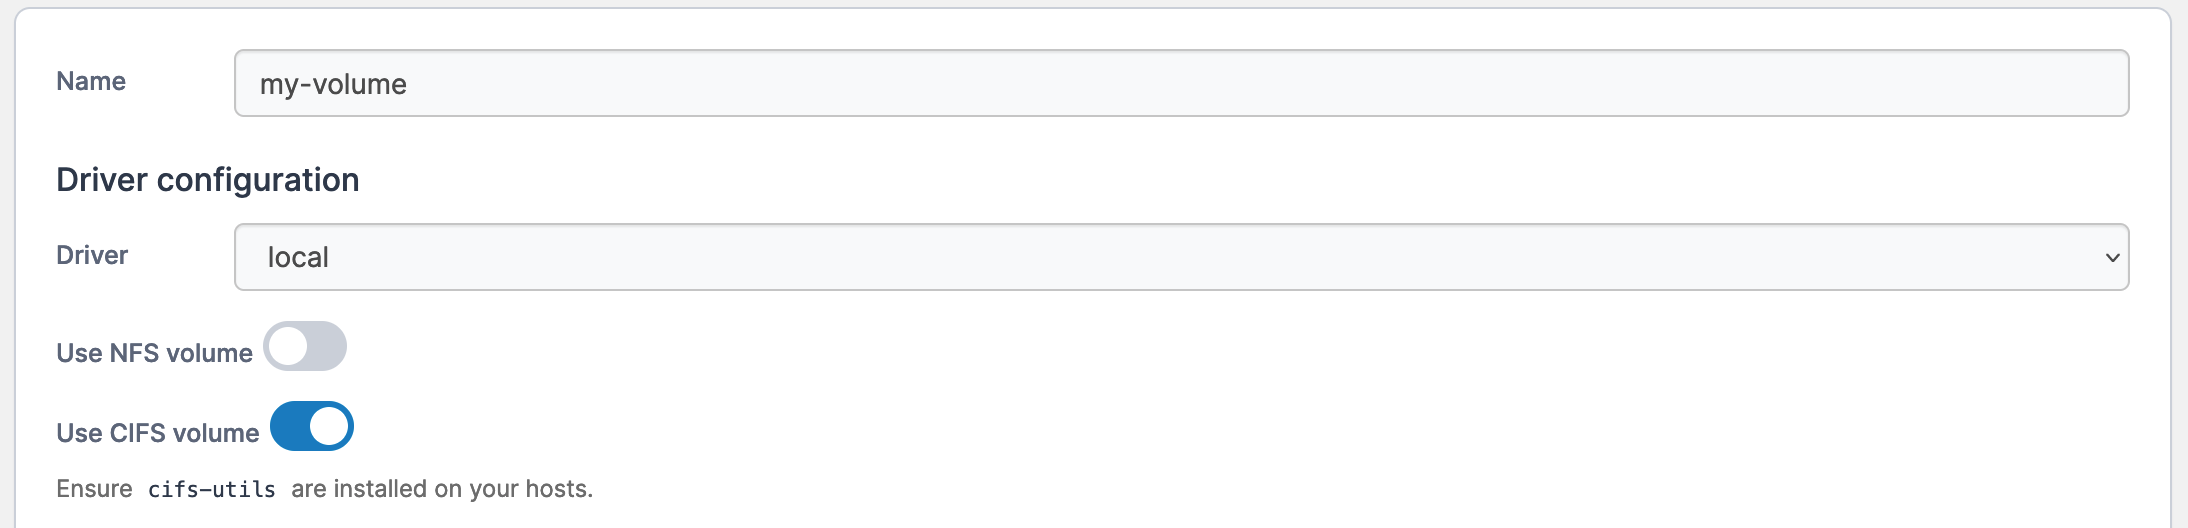 Name
my-volume
Driver configuration
Driver
local
Use NFS volume
Use CIFS volume
Ensure cifs-utils are installed on your hosts.